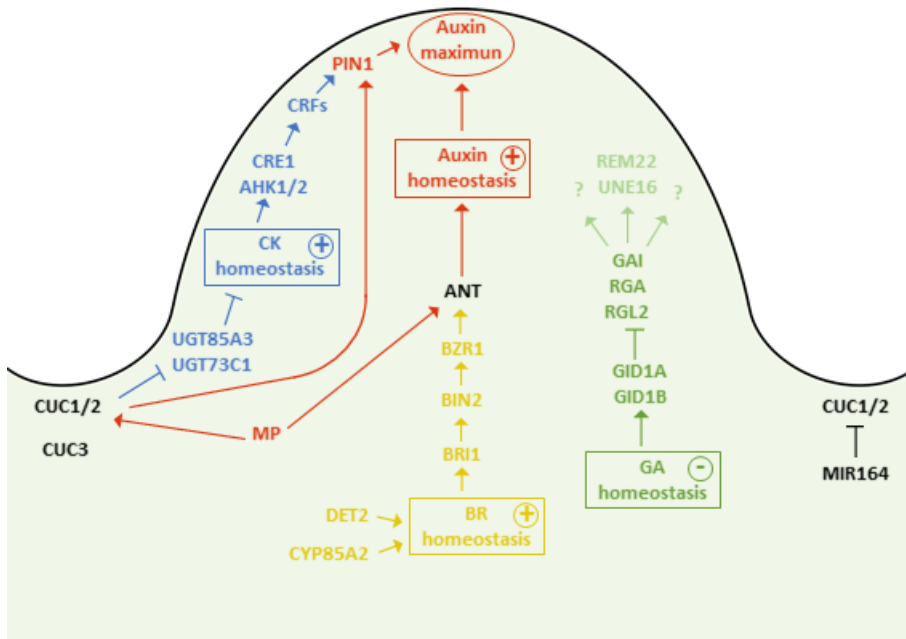 Auxin
maximun
PIN1
CRFs
CRE1
AHK1/2
CK +
homeostasis
UGT85A3
UGT73C1
CUC1/2
CUC3
MP
Auxin +
homeostasis
ANT
BZR1
BIN2
BRI1
BR +
homeostasis
DET2
CYP85A2
REM22
? UNE16 ?
GAI
RGA
RGL2
GID1A
GID1B
GA -
homeostasis
CUC1/2
MIR164